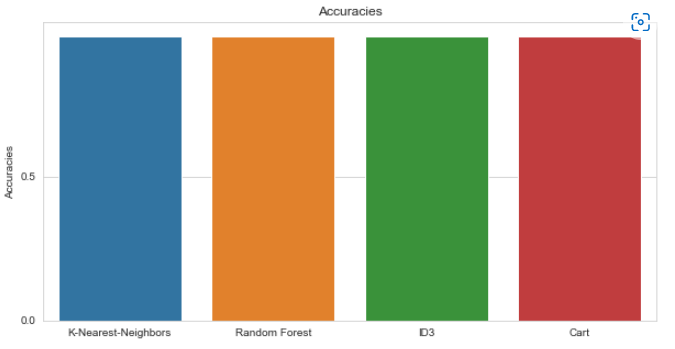 Accuracies
Accuracies
0.5
0.0
K-Nearest-Neighbors
Random Forest
ID3
Cart